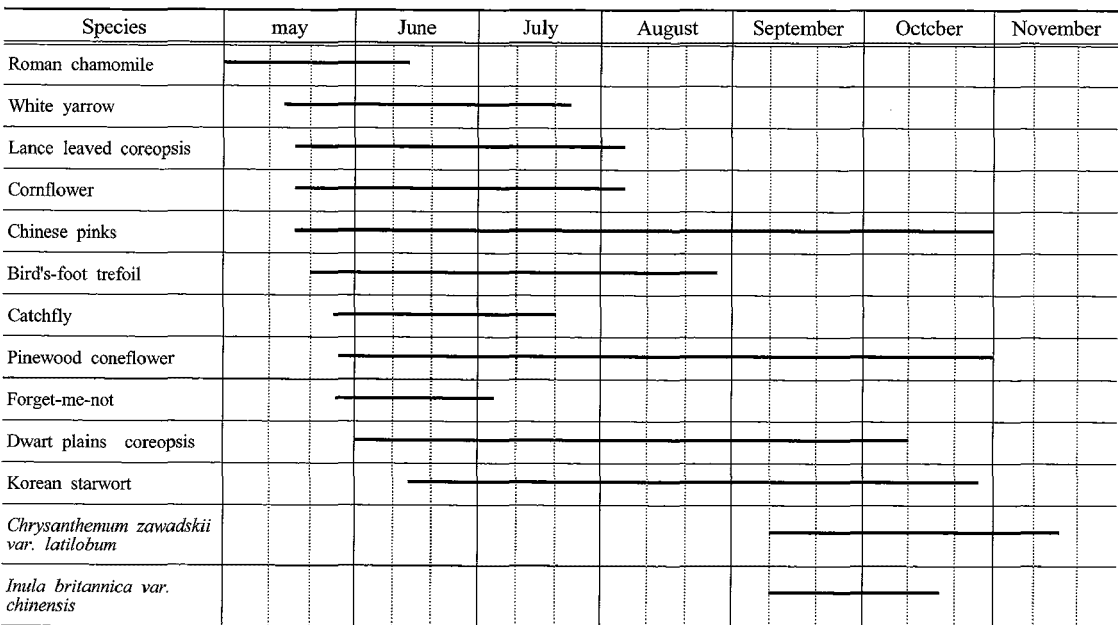 Species may June July August September Octcber November
Roman chamomile
White yarrow
Lance leaved coreopsis
Cornflower
Chinese pinks
Bird's-foot trefoil
Catchfly
Pinewood coneflower
Forget-me-not
Dwart plains coreopsis
Korean starwort
Chrysanthemum zawadskii
var. latilobum
Inula britannica var.
chinensis